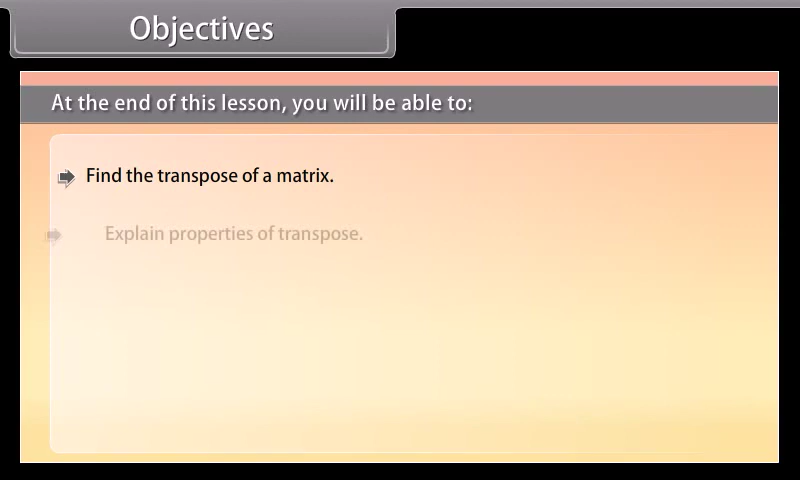 Objectives
At the end of this lesson, you will be able to:
Find the transpose of a matrix.
Explain properties of transpose.